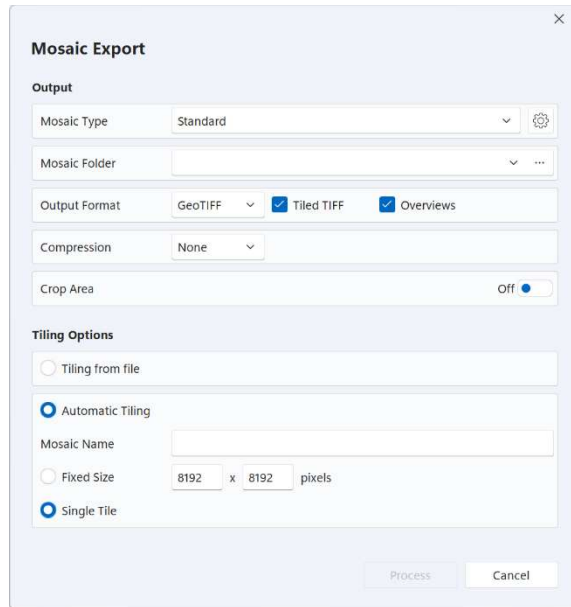 Mosaic Export
Output
Mosaic Type Standard
Mosaic Folder ...
Output Format GeoTIFF Tiled TIFF Overviews
Compression None
Crop Area Off
Tiling Options
Tiling from file
Automatic Tiling
Mosaic Name
Fixed Size 8192 x 8192 pixels
Single Tile
Process Cancel